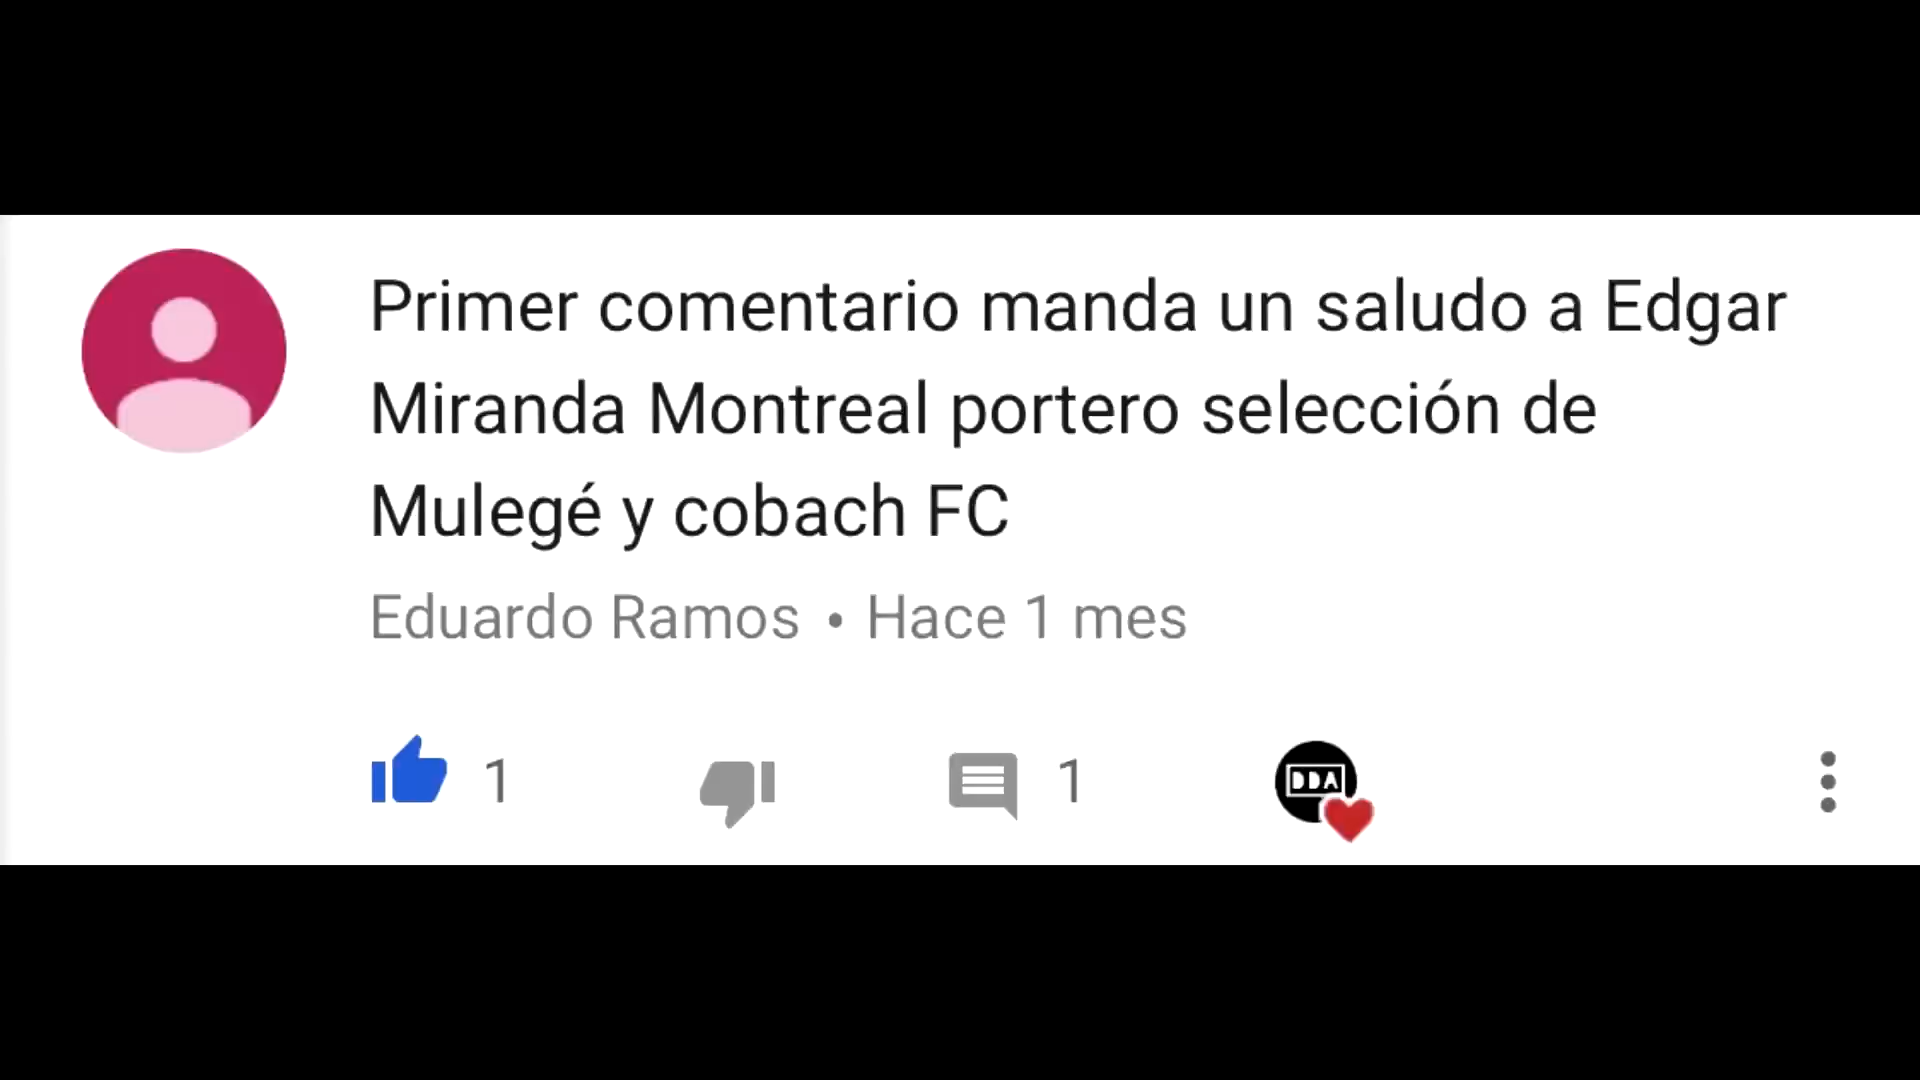 Primer comentario manda un saludo a Edgar
Miranda Montreal portero selección de
Mulegé y cobach FC
Eduardo Ramos • Hace 1 mes
1 1 DDA